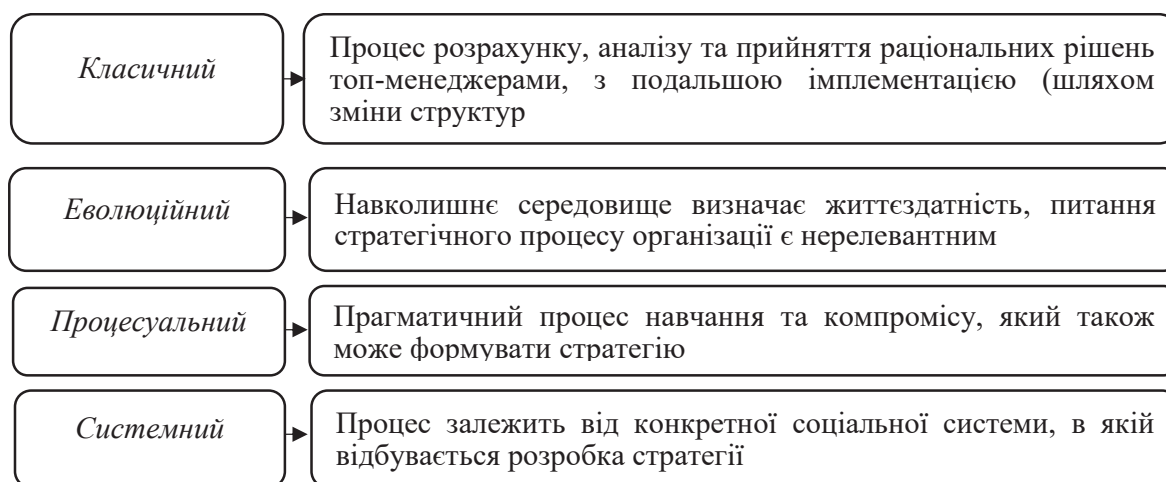 Класичний
Процес розрахунку, аналізу та прийняття раціональних рішень
топ-менеджерами, з подальшою імплементацією (шляхом
зміни структур
Еволюційний
Навколишнє середовище визначає життєздатність, питання
стратегічного процесу організації є нерелевантним
Процесуальний
Прагматичний процес навчання та компромісу, який також
може формувати стратегію
Системний
Процес залежить від конкретної соціальної системи, в якій
відбувається розробка стратегії